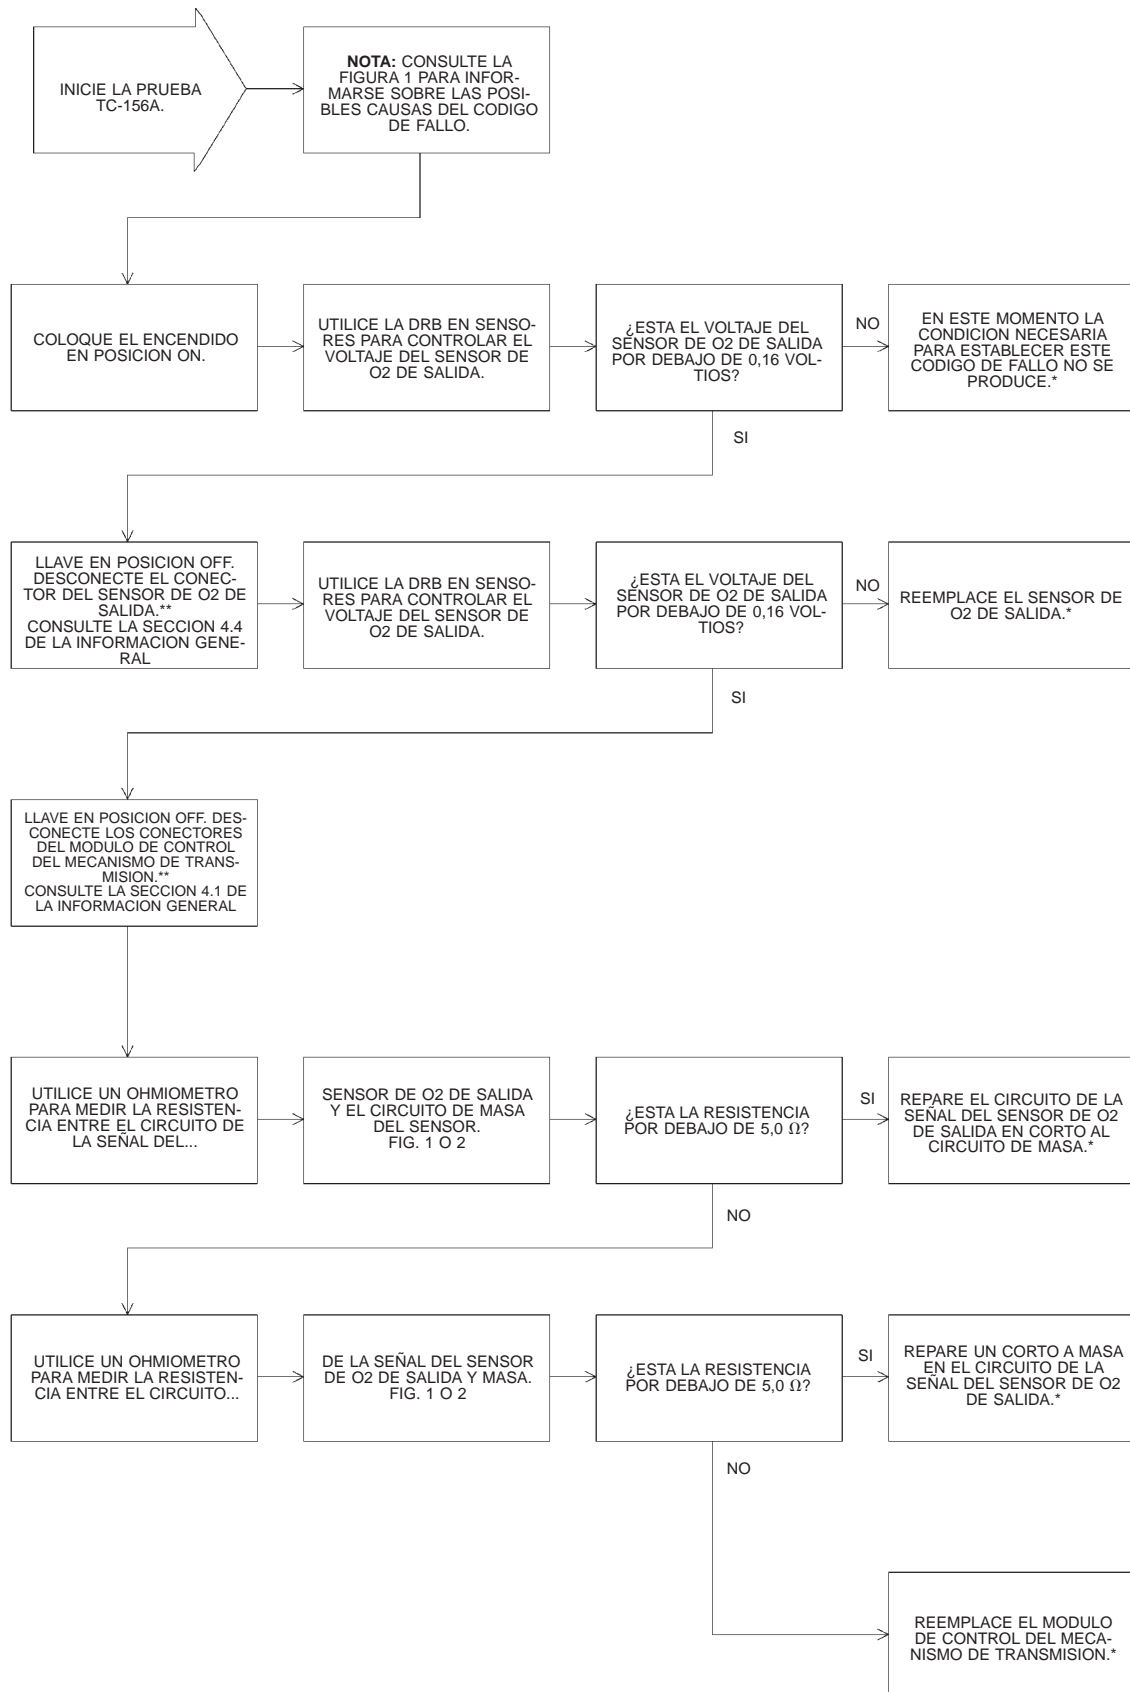 INICIE LA PRUEBA
TC-156A.
NOTA: CONSULTE LA
FIGURA 1 PARA INFOR-
MARSE SOBRE LAS POSI-
BLES CAUSAS DEL CODIGO
DE FALLO.
COLOQUE EL ENCENDIDO
EN POSICION ON.
UTILICE LA DRB EN SENSO-
RES PARA CONTROLAR EL
VOLTAJE DEL SENSOR DE
O2 DE SALIDA.
¿ESTA EL VOLTAJE DEL
SENSOR DE O2 DE SALIDA
POR DEBAJO DE 0,16 VOL-
TIOS?
NO
EN ESTE MOMENTO LA
CONDICION NECESARIA
PARA ESTABLECER ESTE
CODIGO DE FALLO NO SE
PRODUCE.*
SI
LLAVE EN POSICION OFF.
DESCONECTE EL CONEC-
TOR DEL SENSOR DE O2 DE
SALIDA.**
CONSULTE LA SECCION 4.4
DE LA INFORMACION GENE-
RAL
UTILICE LA DRB EN SENSO-
RES PARA CONTROLAR EL
VOLTAJE DEL SENSOR DE
O2 DE SALIDA.
¿ESTA EL VOLTAJE DEL
SENSOR DE O2 DE SALIDA
POR DEBAJO DE 0,16 VOL-
TIOS?
NO
REEMPLACE EL SENSOR DE
O2 DE SALIDA.*
SI
LLAVE EN POSICION OFF. DES-
CONECTE LOS CONECTORES
DEL MODULO DE CONTROL
DEL MECANISMO DE TRANS-
MISION.**
CONSULTE LA SECCION 4.1 DE
LA INFORMACION GENERAL
UTILICE UN OHMIOMETRO
PARA MEDIR LA RESISTEN-
CIA ENTRE EL CIRCUITO DE
LA SEÑAL DEL...
SENSOR DE O2 DE SALIDA
Y EL CIRCUITO DE MASA
DEL SENSOR.
FIG. 1 O 2
¿ESTA LA RESISTENCIA
POR DEBAJO DE 5,0 Ω?
SI
REPARE EL CIRCUITO DE LA
SEÑAL DEL SENSOR DE O2
DE SALIDA EN CORTO AL
CIRCUITO DE MASA.*
NO
UTILICE UN OHMIOMETRO
PARA MEDIR LA RESISTEN-
CIA ENTRE EL CIRCUITO...
DE LA SEÑAL DEL SENSOR
DE O2 DE SALIDA Y MASA.
FIG. 1 O 2
¿ESTA LA RESISTENCIA
POR DEBAJO DE 5,0 Ω?
SI
REPARE UN CORTO A MASA
EN EL CIRCUITO DE LA
SEÑAL DEL SENSOR DE O2
DE SALIDA.*
NO
REEMPLACE EL MODULO
DE CONTROL DEL MECA-
NISMO DE TRANSMISION.*